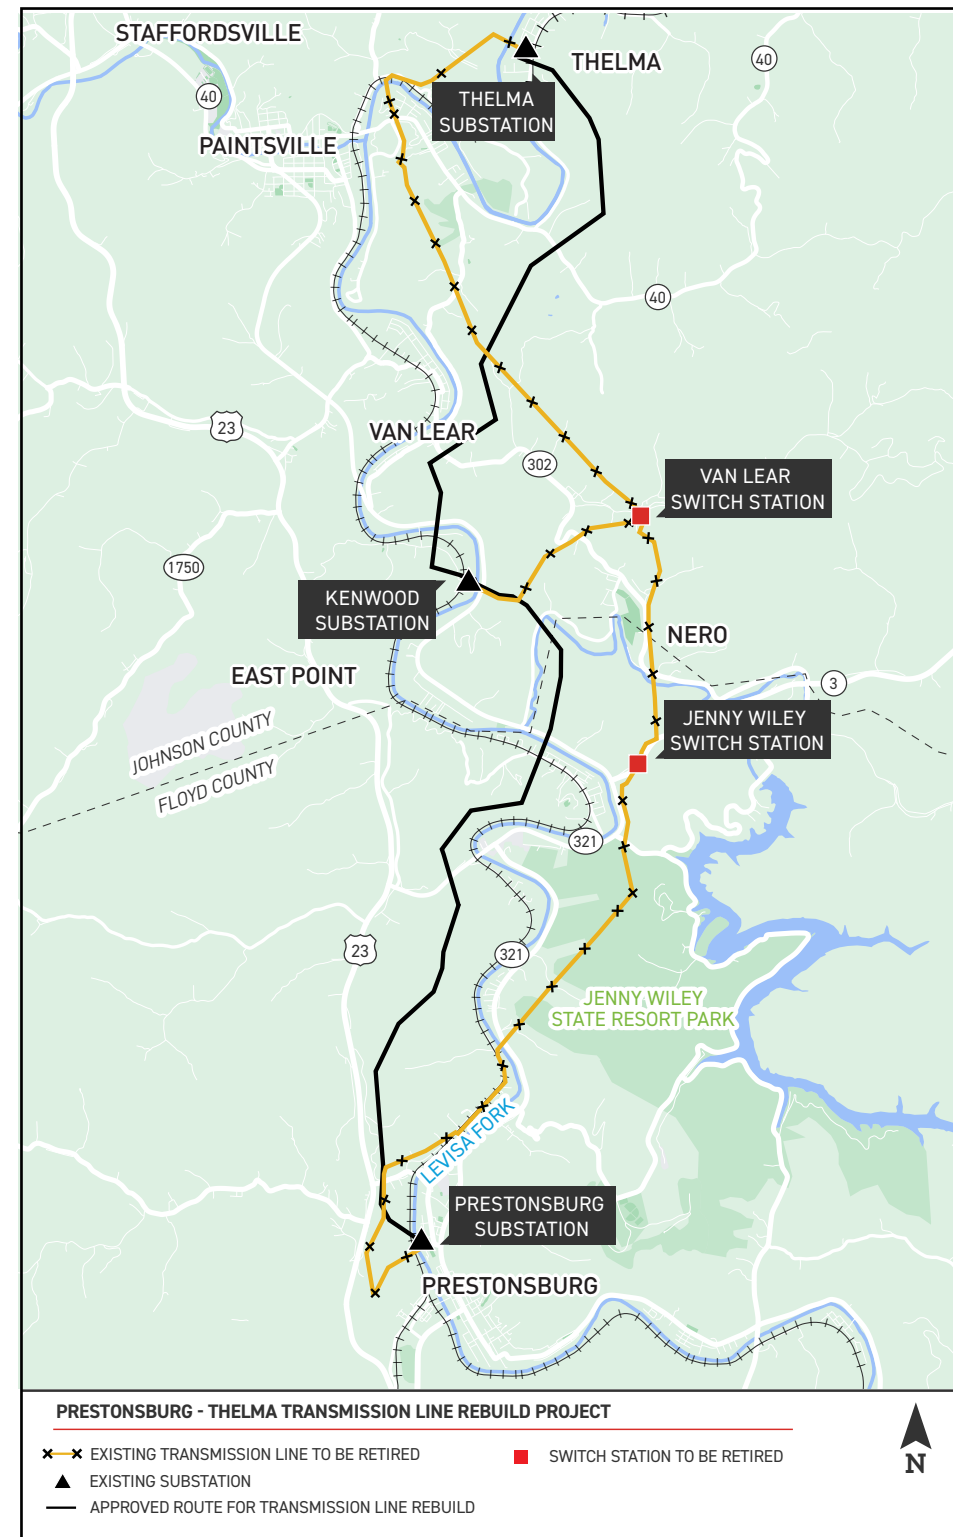 STAFFORDSVILLE
THELMA
40
40
THELMA
SUBSTATION
PAINTSVILLE
40
23
VAN LEAR
302
VAN LEAR
SWITCH STATION
1750
KENWOOD
SUBSTATION
NERO
EAST POINT
3
JOHNSON COUNTY
FLOYD COUNTY
JENNY WILEY
SWITCH STATION
321
23
321
JENNY WILEY
STATE RESORT PARK
LEVISA FORK
PRESTONSBURG
SUBSTATION
PRESTONSBURG
PRESTONSBURG - THELMA TRANSMISSION LINE REBUILD PROJECT
EXISTING TRANSMISSION LINE TO BE RETIRED
SWITCH STATION TO BE RETIRED
EXISTING SUBSTATION
APPROVED ROUTE FOR TRANSMISSION LINE REBUILD
N